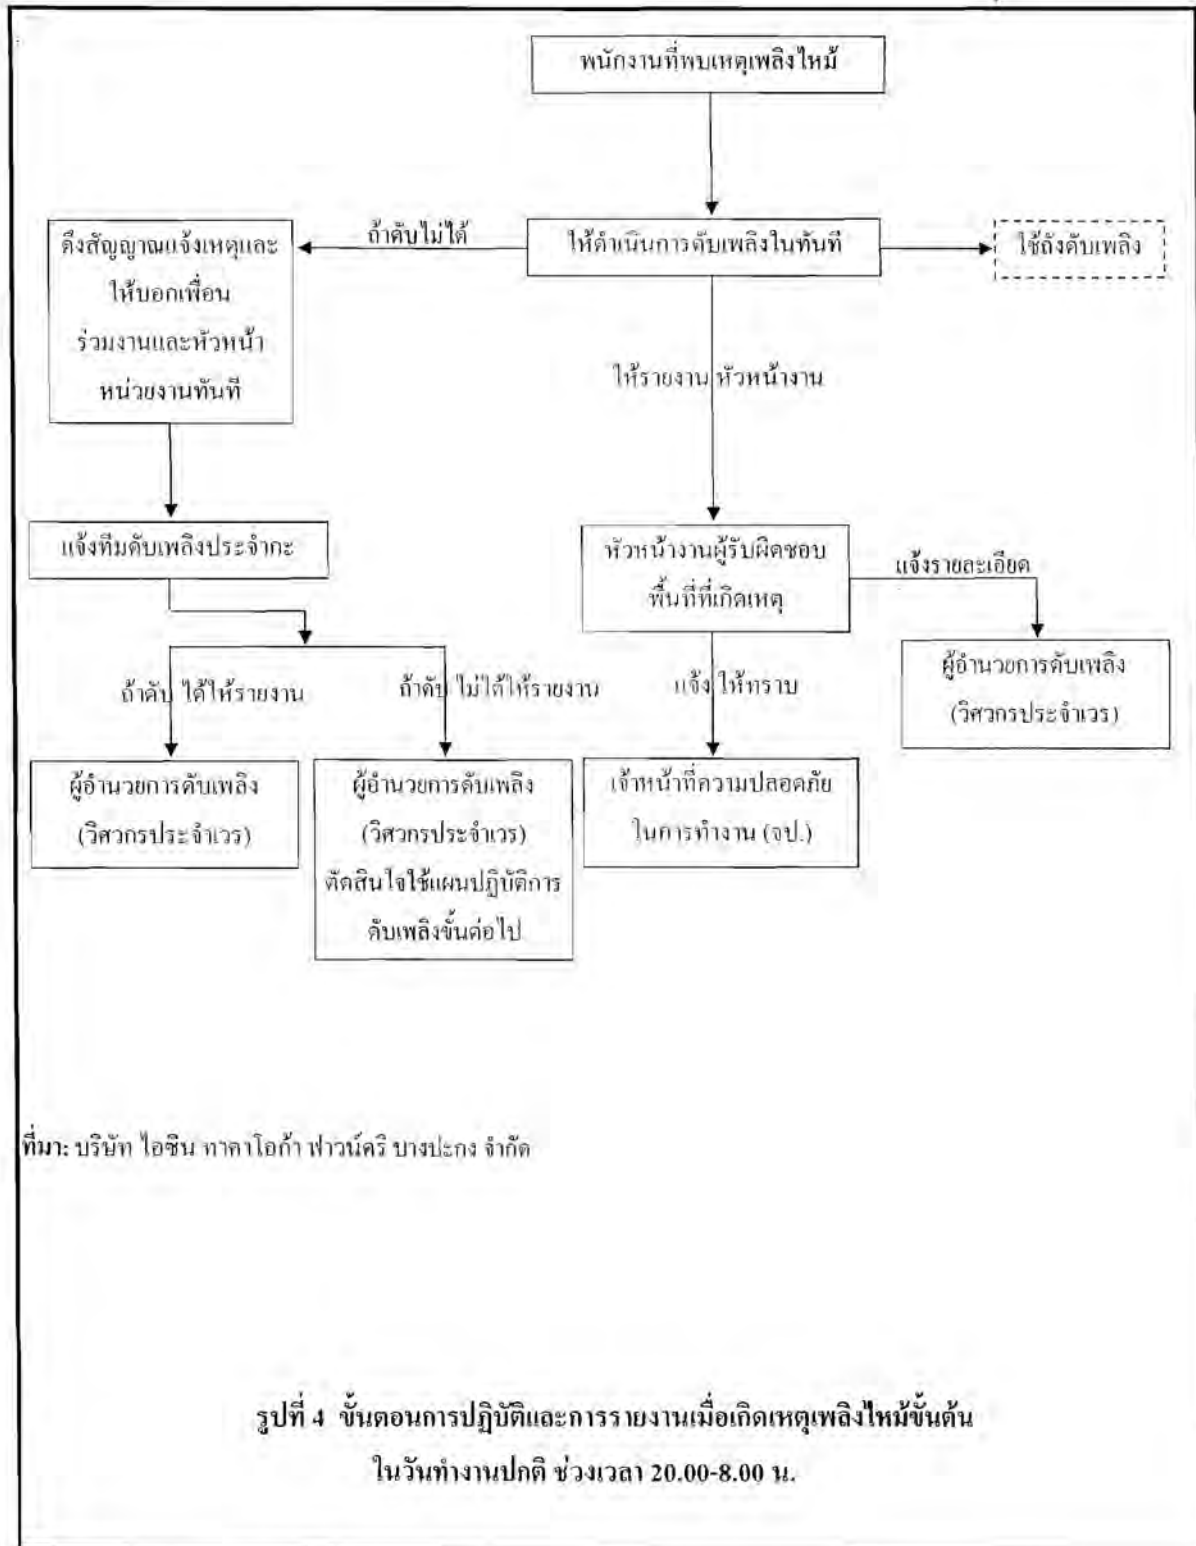 พนักงานที่พบเหตุเพลิงไหม้
ดึงสัญญาณแจ้งเหตุและ
ให้บอกเพื่อน
ร่วมงานและหัวหน้า
หน่วยงานทันที
ถ้าดับไม่ได้
ให้ดำเนินการดับเพลิงในทันที
ใช้ถังดับเพลิง
ให้รายงานหัวหน้างาน
แจ้งทีมดับเพลิงประจำกะ
หัวหน้างานผู้รับผิดชอบ
พื้นที่ที่เกิดเหตุ
แจ้งรายละเอียด
ผู้อำนวยการดับเพลิง
(วิศวกรประจำเวร)
ถ้าดับได้ให้รายงาน
ถ้าดับไม่ได้ให้รายงาน
แจ้งให้ทราบ
ผู้อำนวยการดับเพลิง
(วิศวกรประจำเวร)
ผู้อำนวยการดับเพลิง
(วิศวกรประจำเวร)
ตัดสินใจใช้แผนปฏิบัติการ
ดับเพลิงขั้นต่อไป
เจ้าหน้าที่ความปลอดภัย
ในการทำงาน (จป.)
ที่มา: บริษัท ไอซิน ทาคาโอก้า ฟาวน์ดริ บางปะกง จำกัด
รูปที่ 4 ขั้นตอนการปฏิบัติและการรายงานเมื่อเกิดเหตุเพลิงไหม้ขั้นต้น
ในวันทำงานปกติ ช่วงเวลา 20.00-8.00 น.